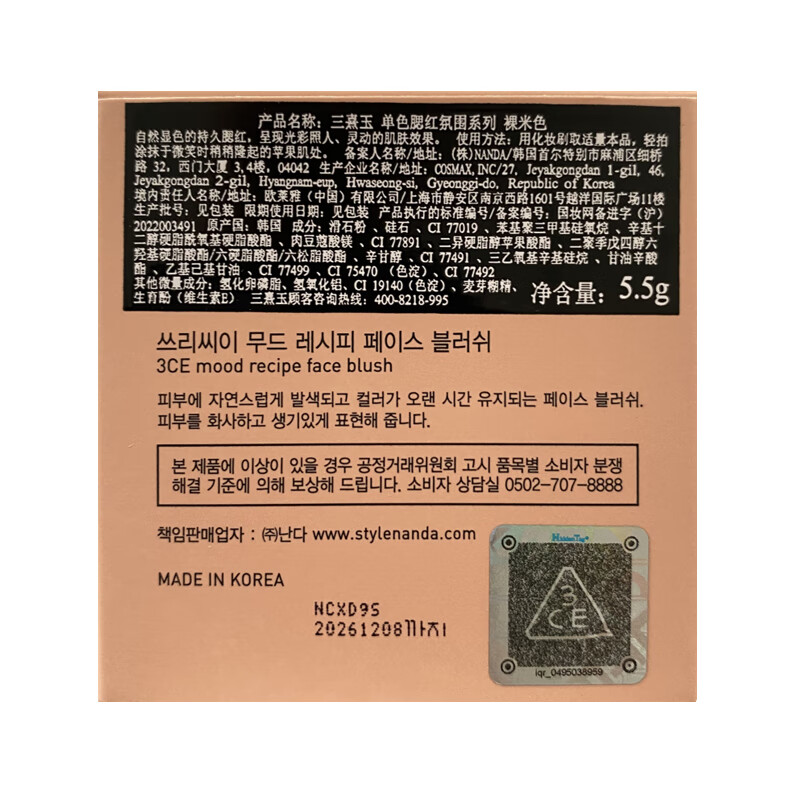 产品名称：三熹玉 单色腮红氛围系列 裸米色
自然显色的持久腮红，呈现光彩照人、灵动的肌肤效果。 使用方法：用化妆刷取适量本品，轻拍
涂抹于微笑时稍稍隆起的苹果肌处。 备案人名称/地址：(株)NANDA/韩国首尔特别市麻浦区细桥
路 32, 西门大厦 3, 4楼, 04042 生产企业名称/地址：COSMAX, INC/27, Jeyakgongdan 1-gil, 46,
Jeyakgongdan 2-gil, Hyangnam-eup, Hwaseong-si, Gyeonggi-do, Republic of Korea
境内责任人名称/地址：欧莱雅（中国）有限公司/上海市静安区南京西路1601号越洋国际广场11楼
生产批号：见包装 限期使用日期：见包装 产品执行的标准编号/备案编号：国妆网备进字（沪）
2022003491 原产国：韩国 成分：滑石粉 、硅石 、CI 77019 、苯基聚三甲基硅氧烷 、辛基十
二醇硬脂酰氧基硬脂酸酯 、肉豆蔻酸镁 、CI 77891 、二异硬脂醇苹果酸酯 、二聚季戊四醇六
羟基硬脂酸酯/六硬脂酸酯/六松脂酸酯 、辛甘醇 、CI 77491 、三乙氧基辛基硅烷 、甘油辛酸
酯 、乙基己基甘油 、CI 77499 、CI 75470（色淀）、CI 77492
其他微量成分：氢化卵磷脂、氢氧化铝、CI 19140（色淀）、麦芽糊精、
生育酚（维生素E） 三熹玉顾客咨询热线：400-8218-995
净含量：5.5g
쓰리씨이 무드 레시피 페이스 블러쉬
3CE mood recipe face blush
피부에 자연스럽게 발색되고 컬러가 오랜 시간 유지되는 페이스 블러쉬.
피부를 화사하고 생기있게 표현해 줍니다.
본 제품에 이상이 있을 경우 공정거래위원회 고시 품목별 소비자 분쟁
해결 기준에 의해 보상해 드립니다. 소비자 상담실 0502-707-8888
책임판매업자 : ㈜난다 www.stylenanda.com
MADE IN KOREA
NCXD9S
20261208까지
HiddenTag
3
CE
iqr_0495038959